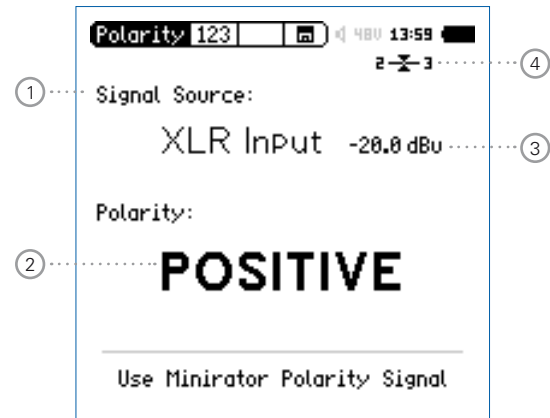 Polarity 123 48V 13:59
2 3 4
1 Signal Source:
XLR Input -20.0 dBu 3
Polarity:
2 POSITIVE
Use Minirator Polarity Signal